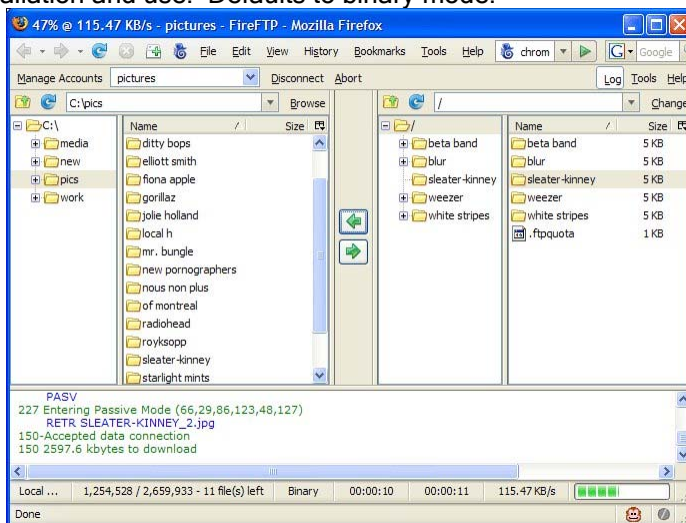 allation and use. Defaults to binary mode.
47% @ 115.47 KB/s - pictures - FireFTP - Mozilla Firefox
File Edit View History Bookmarks Tools Help chrom Google
Manage Accounts pictures Disconnect Abort Log Tools Help
C:\pics Browse / Change
C:\
media
new
pics
work
Name Size
ditty bops
elliott smith
fiona apple
gorillaz
jolie holland
local h
mr. bungle
new pornographers
nous non plus
of montreal
radiohead
royksopp
sleater-kinney
starlight mints
/
beta band
blur
sleater-kinney
weezer
white stripes
Name Size
beta band 5 KB
blur 5 KB
sleater-kinney 5 KB
weezer 5 KB
white stripes 5 KB
.ftpquota 1 KB
PASV
227 Entering Passive Mode (66,29,86,123,48,127)
RETR SLEATER-KINNEY_2.jpg
150-Accepted data connection
150 2597.6 kbytes to download
Local ... 1,254,528 / 2,659,933 - 11 file(s) left Binary 00:00:10 00:00:11 115.47 KB/s
Done